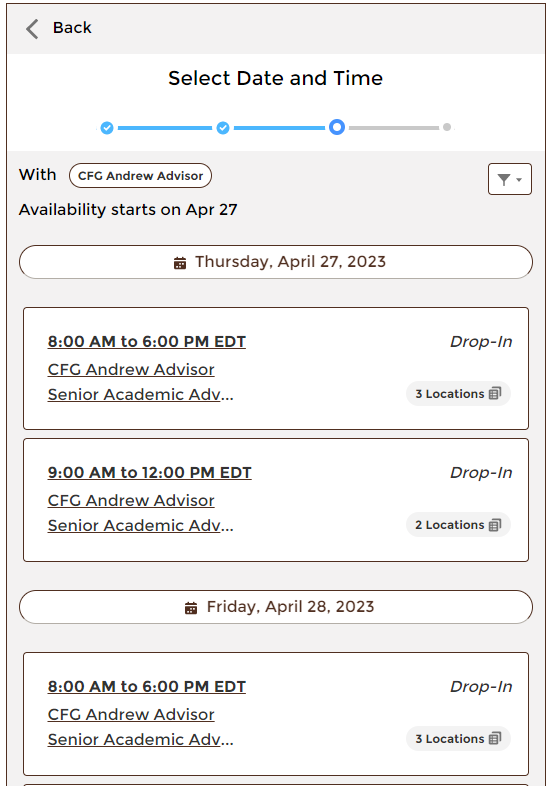 Back
Select Date and Time
With CFG Andrew Advisor
Availability starts on Apr 27
Thursday, April 27, 2023
8:00 AM to 6:00 PM EDT Drop-In
CFG Andrew Advisor
Senior Academic Adv... 3 Locations
9:00 AM to 12:00 PM EDT Drop-In
CFG Andrew Advisor
Senior Academic Adv... 2 Locations
Friday, April 28, 2023
8:00 AM to 6:00 PM EDT Drop-In
CFG Andrew Advisor
Senior Academic Adv... 3 Locations